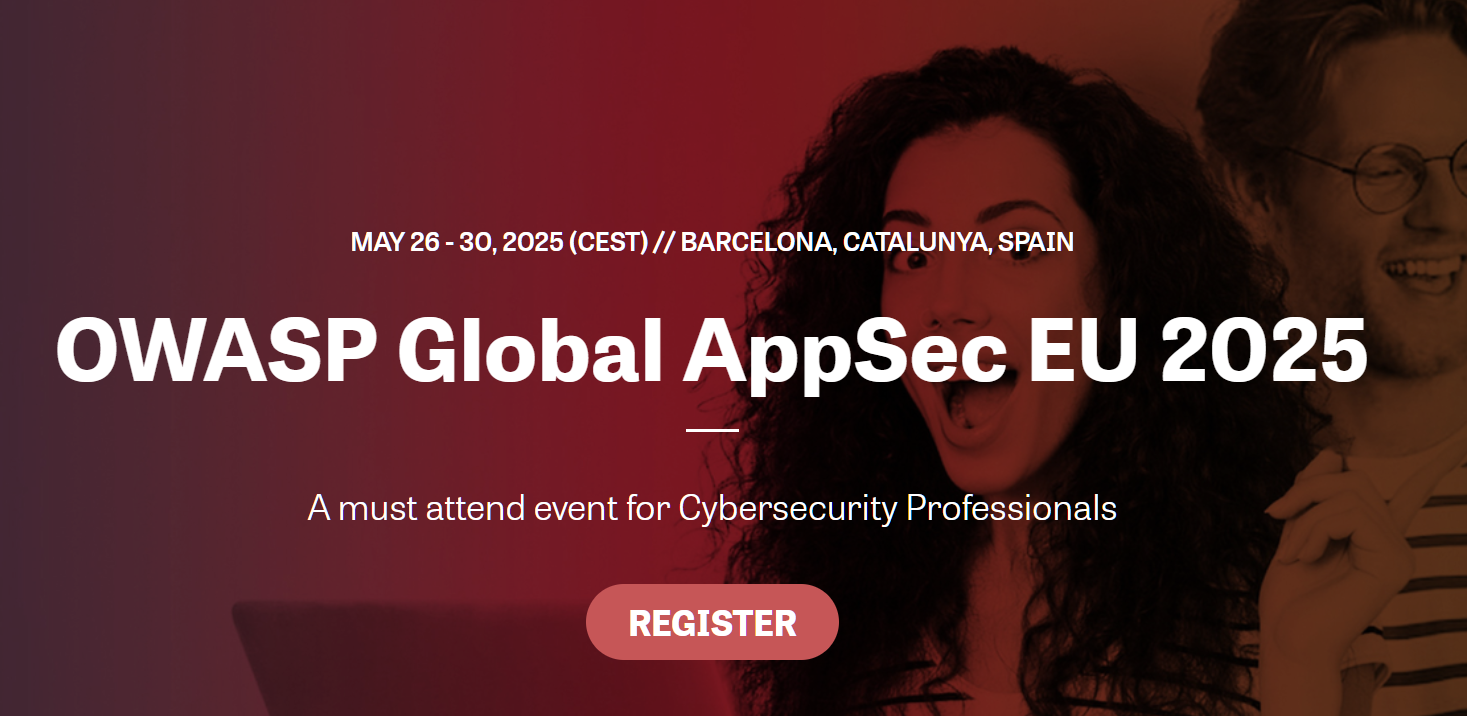 MAY 26 - 30, 2025 (CEST) // BARCELONA, CATALUNYA, SPAIN
OWASP Global AppSec EU 2025
A must attend event for Cybersecurity Professionals
REGISTER